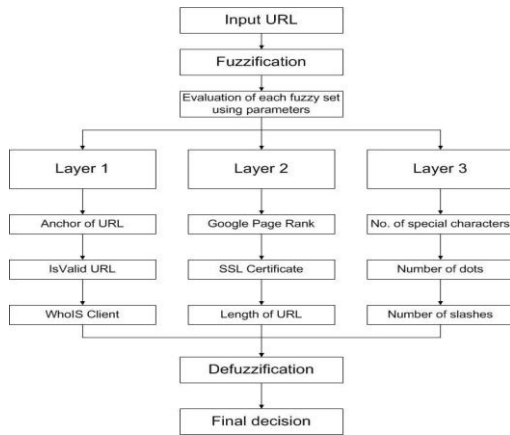 Input URL
Fuzzification
Evaluation of each fuzzy set
using parameters
Layer 1
Layer 2
Layer 3
Anchor of URL
Google Page Rank
No. of special characters
IsValid URL
SSL Certificate
Number of dots
WhoIS Client
Length of URL
Number of slashes
Defuzzification
Final decision